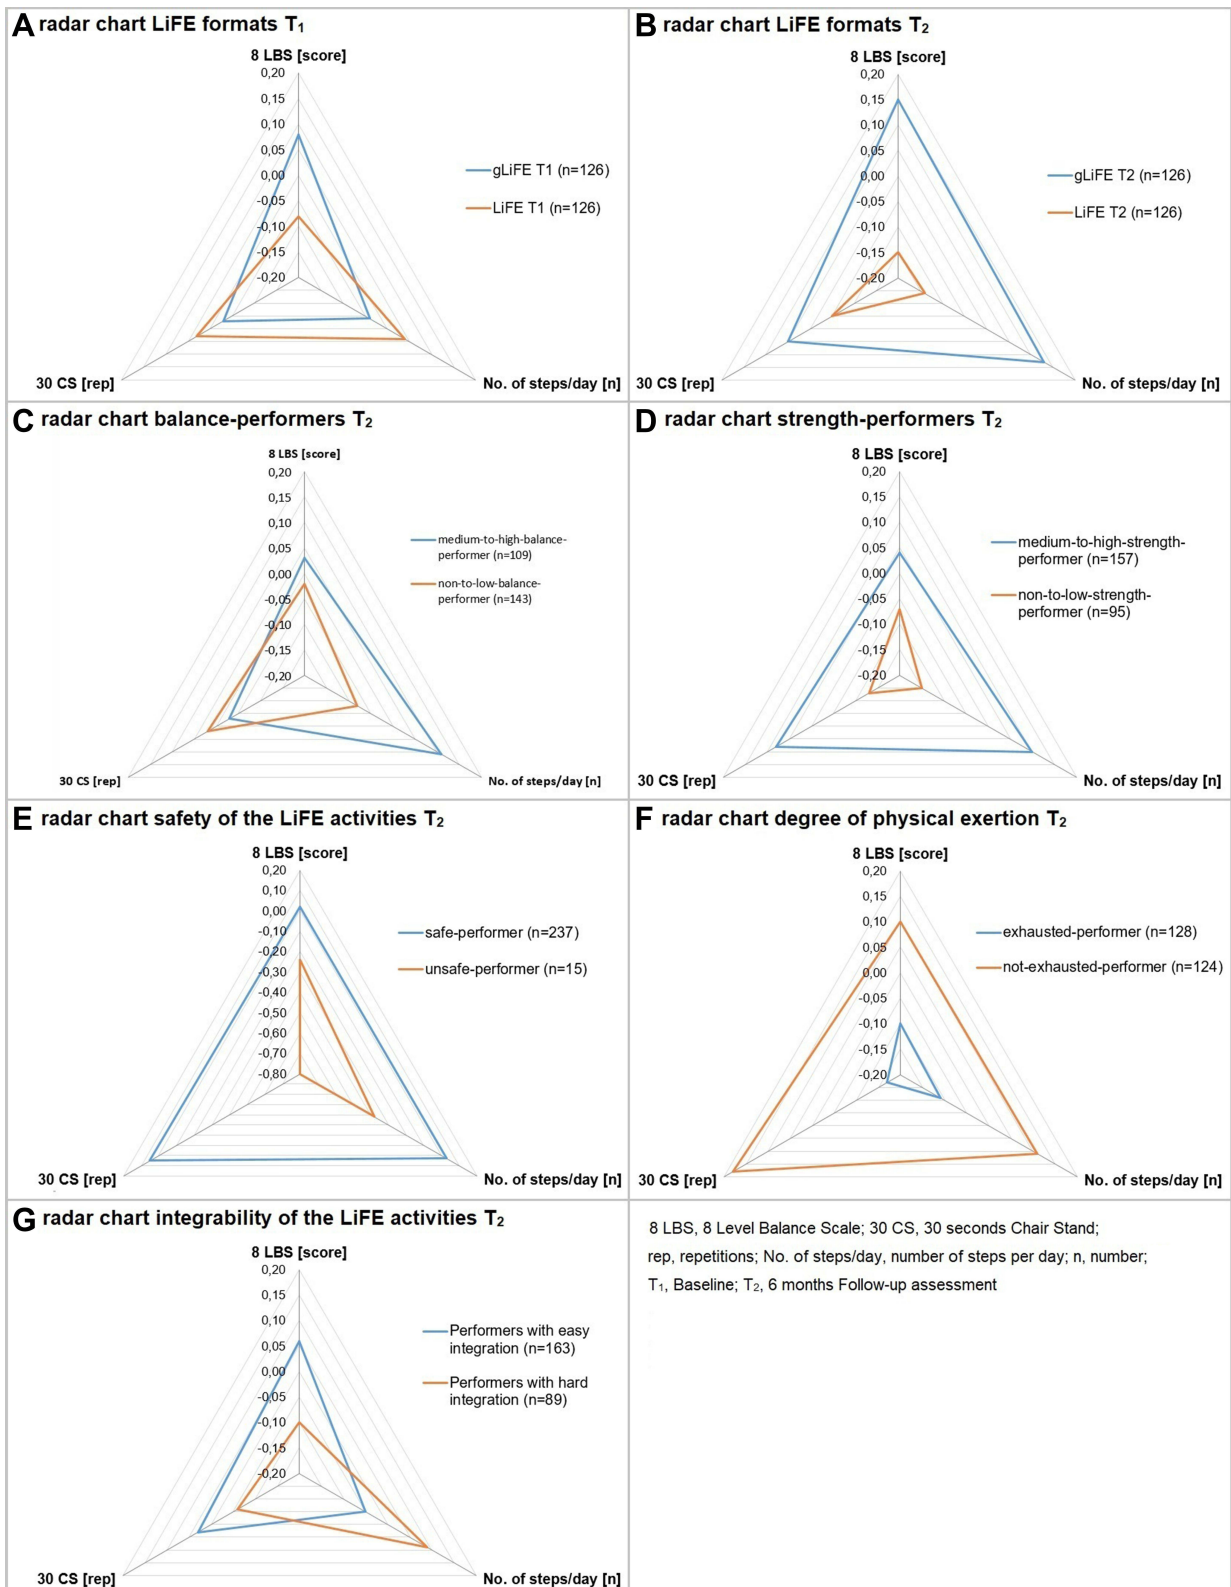 A radar chart LiFE formats T₁
8 LBS [score]
0,20
0,15
0,10
0,05
0,00
-0,05
-0,10
-0,15
-0,20
gLiFE T1 (n=126)
LiFE T1 (n=126)
30 CS [rep]
No. of steps/day [n]
B radar chart LiFE formats T₂
8 LBS [score]
0,20
0,15
0,10
0,05
0,00
-0,05
-0,10
-0,15
-0,20
gLiFE T2 (n=126)
LiFE T2 (n=126)
30 CS [rep]
No. of steps/day [n]
C radar chart balance-performers T₂
8 LBS [score]
0,20
0,15
0,10
0,05
0,00
-0,05
-0,10
-0,15
-0,20
medium-to-high-balance-
performer (n=109)
non-to-low-balance-
performer (n=143)
30 CS [rep]
No. of steps/day [n]
D radar chart strength-performers T₂
8 LBS [score]
0,20
0,15
0,10
0,05
0,00
-0,05
-0,10
-0,15
-0,20
medium-to-high-strength-
performer (n=157)
non-to-low-strength-
performer (n=95)
30 CS [rep]
No. of steps/day [n]
E radar chart safety of the LiFE activities T₂
8 LBS [score]
0,20
0,10
0,00
-0,10
-0,20
-0,30
-0,40
-0,50
-0,60
-0,70
-0,80
safe-performer (n=237)
unsafe-performer (n=15)
30 CS [rep]
No. of steps/day [n]
F radar chart degree of physical exertion T₂
8 LBS [score]
0,20
0,15
0,10
0,05
0,00
-0,05
-0,10
-0,15
-0,20
exhausted-performer (n=128)
not-exhausted-performer (n=124)
30 CS [rep]
No. of steps/day [n]
G radar chart integrability of the LiFE activities T₂
8 LBS [score]
0,20
0,15
0,10
0,05
0,00
-0,05
-0,10
-0,15
-0,20
Performers with easy
integration (n=163)
Performers with hard
integration (n=89)
30 CS [rep]
No. of steps/day [n]
8 LBS, 8 Level Balance Scale; 30 CS, 30 seconds Chair Stand;
rep, repetitions; No. of steps/day, number of steps per day; n, number;
T₁, Baseline; T₂, 6 months Follow-up assessment